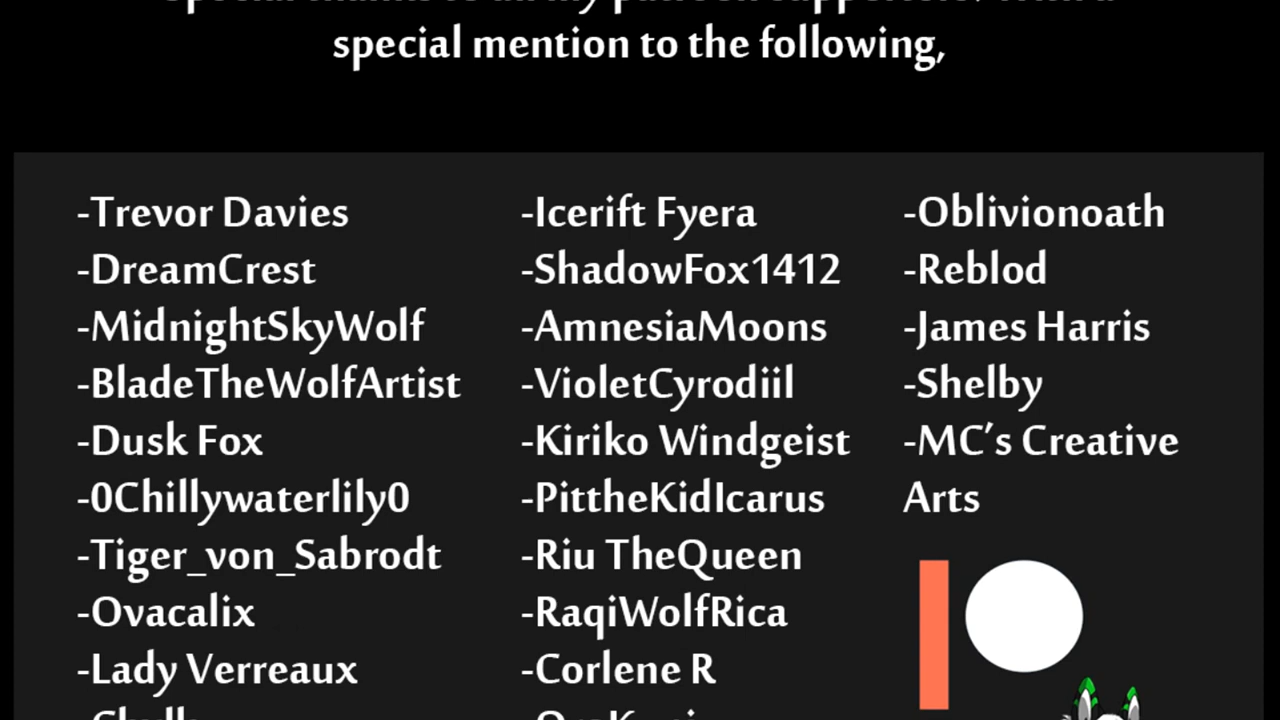 special mention to the following,
-Trevor Davies
-DreamCrest
-MidnightSkyWolf
-BladeTheWolfArtist
-Dusk Fox
-0Chillywaterlily0
-Tiger_von_Sabrodt
-Ovacalix
-Lady Verreaux
-Icerift Fyera
-ShadowFox1412
-AmnesiaMoons
-VioletCyrodiil
-Kiriko Windgeist
-PittheKidIcarus
-Riu TheQueen
-RaqiWolfRica
-Corlene R
-Oblivionoath
-Reblod
-James Harris
-Shelby
-MC's Creative
Arts